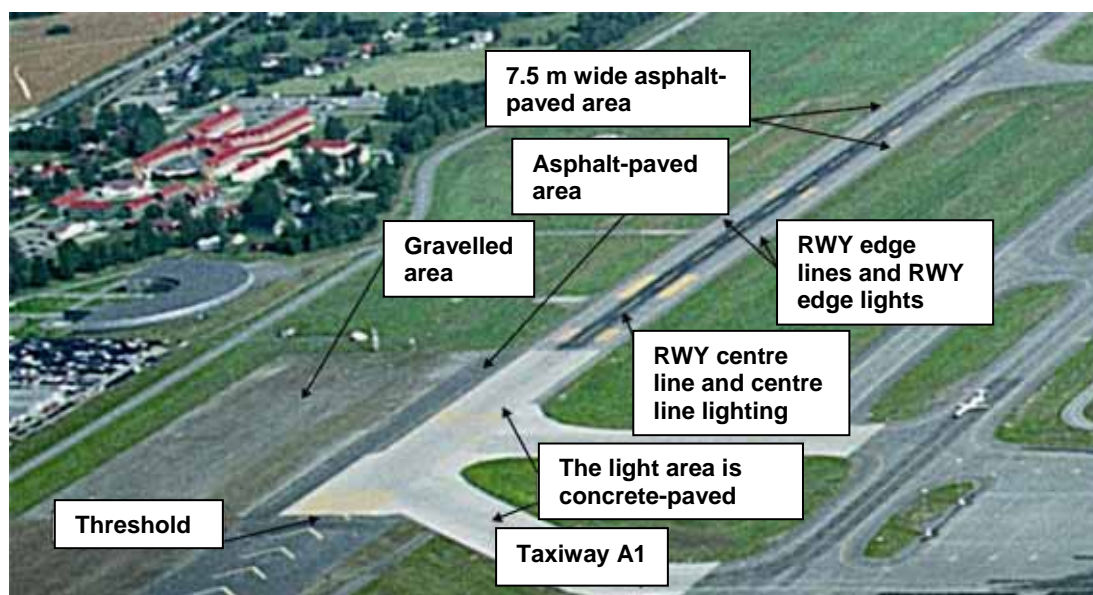 7.5 m wide asphalt-
paved area
Asphalt-paved
area
Gravelled
area
RWY edge
lines and RWY
edge lights
RWY centre
line and centre
line lighting
The light area is
concrete-paved
Threshold
Taxiway A1